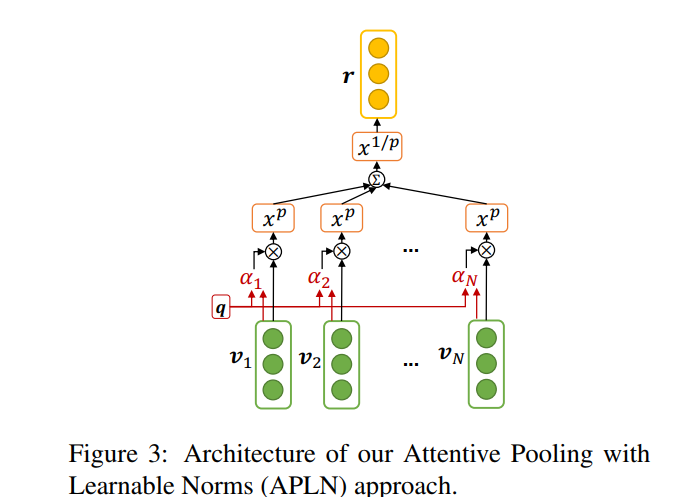 r
x^{1/p}
Σ
x^p x^p x^p
...
α_1 α_2 α_N
q
v_1 v_2 ... v_N
Figure 3: Architecture of our Attentive Pooling with
Learnable Norms (APLN) approach.